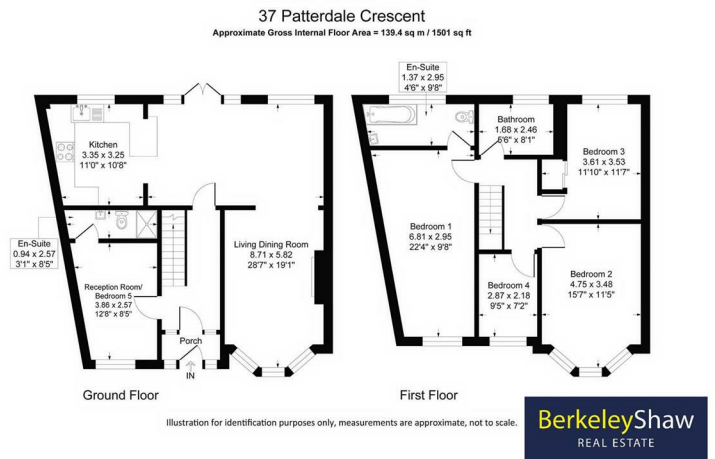 37 Patterdale Crescent
Approximate Gross Internal Floor Area = 139.4 sq m / 1501 sq ft
En-Suite
1.37 x 2.95
4'6" x 9'8"
Kitchen
3.35 x 3.25
11'0" x 10'8"
Bathroom
1.68 x 2.46
5'6" x 8'1"
Bedroom 3
3.61 x 3.53
11'10" x 11'7"
En-Suite
0.94 x 2.57
3'1" x 8'5"
Living Dining Room
8.71 x 5.82
28'7" x 19'1"
Bedroom 1
6.81 x 2.95
22'4" x 9'8"
Reception Room/
Bedroom 5
3.86 x 2.57
12'8" x 8'5"
Bedroom 4
2.87 x 2.18
9'5" x 7'2"
Bedroom 2
4.75 x 3.48
15'7" x 11'5"
Porch
IN
Ground Floor
First Floor
Illustration for identification purposes only, measurements are approximate, not to scale.
BerkeleyShaw
REAL ESTATE